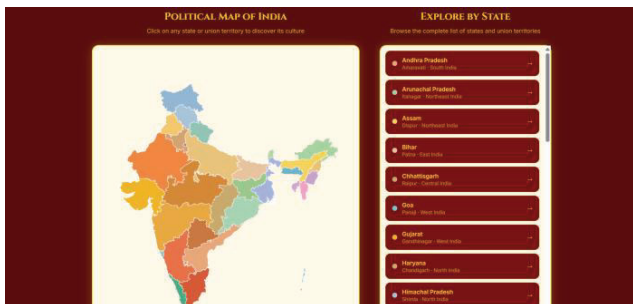 Political Map of India
Click on any state or union territory to discover its culture
Explore by State
Browse the complete list of states and union territories
Andhra Pradesh
Amaravati · South India
→
Arunachal Pradesh
Itanagar · Northeast India
→
Assam
Dispur · Northeast India
→
Bihar
Patna · East India
→
Chhattisgarh
Raipur · Central India
→
Goa
Panaji · West India
→
Gujarat
Gandhinagar · West India
→
Haryana
Chandigarh · North India
→
Himachal Pradesh
Shimla · North India
→